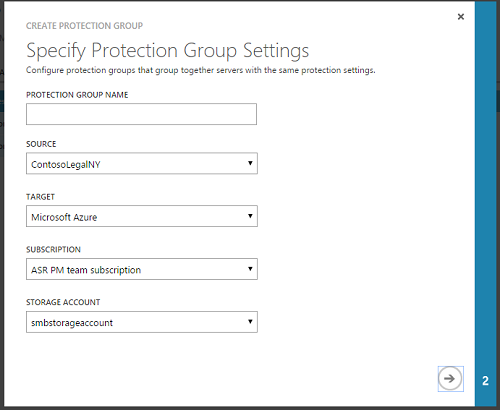 CREATE PROTECTION GROUP
Specify Protection Group Settings
Configure protection groups that group together servers with the same protection settings.
PROTECTION GROUP NAME
SOURCE
ContosoLegalNY
TARGET
Microsoft Azure
SUBSCRIPTION
ASR PM team subscription
STORAGE ACCOUNT
smbstorageaccount
2